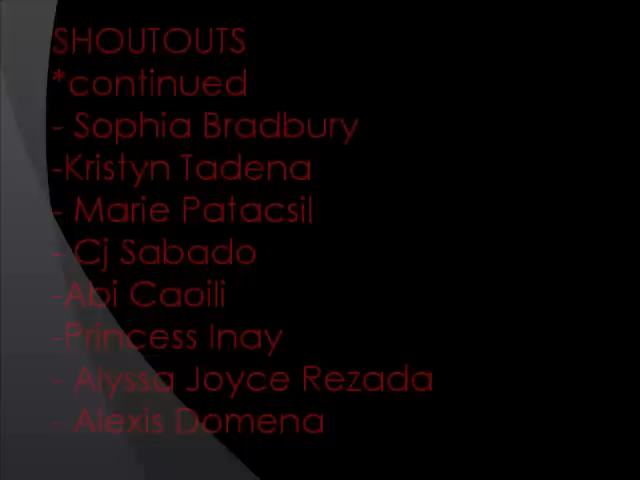 SHOUTOUTS
*continued
- Sophia Bradbury
-Kristyn Tadena
- Marie Patacsil
- Cj Sabado
-Abi Caoili
-Princess Inay
- Alyssa Joyce Rezada
- Alexis Domena